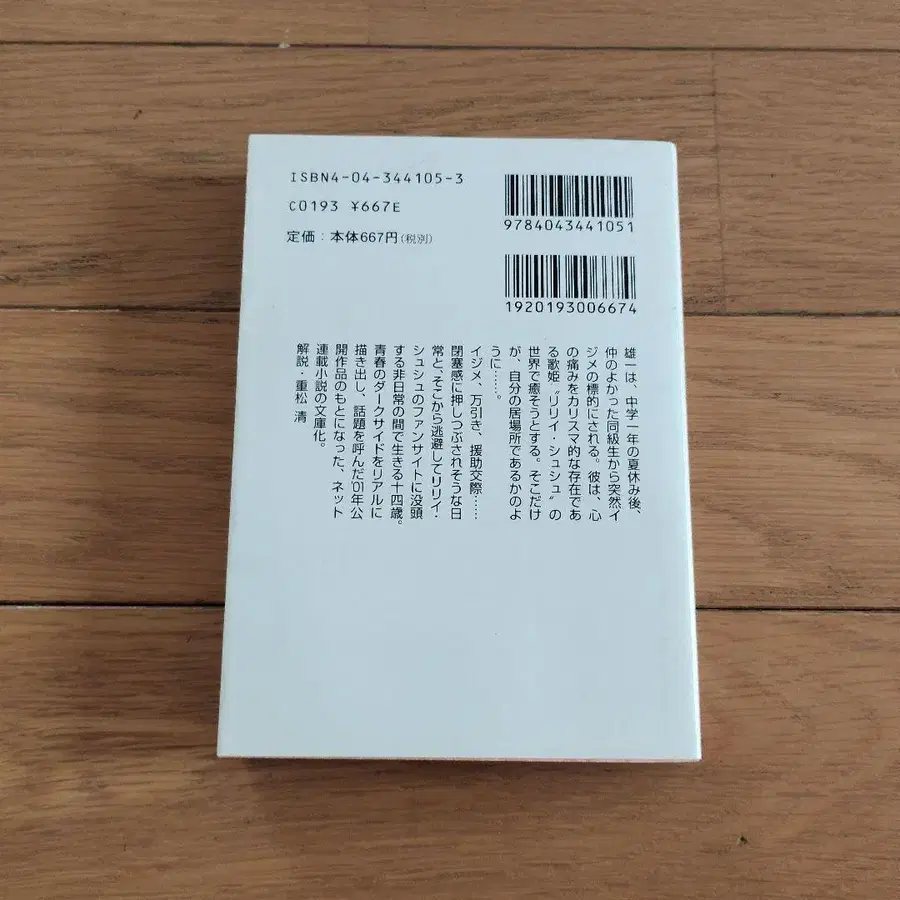 ISBN4-04-344105-3
C0193 ¥667E
定価：本体667円(税別)
9784043441051
1920193006674
雄一は、中学一年の夏休み後、
仲のよかった同級生から突然イ
ジメの標的にされる。彼は、心
の痛みをカリスマ的な存在であ
る歌姫〝リリイ・シュシュ〟の
世界で癒そうとする。そこだけ
が、自分の居場所であるかのよ
うに……。
イジメ、万引き、援助交際……
閉塞感に押しつぶされそうな日
常と、そこから逃避してリリイ・
シュシュのファンサイトに没頭
する非日常の間で生きる十四歳。
青春のダークサイドをリアルに
描き出し、話題を呼んだ'01年公
開作品のもとになった、ネット
連載小説の文庫化。
解説・重松 清